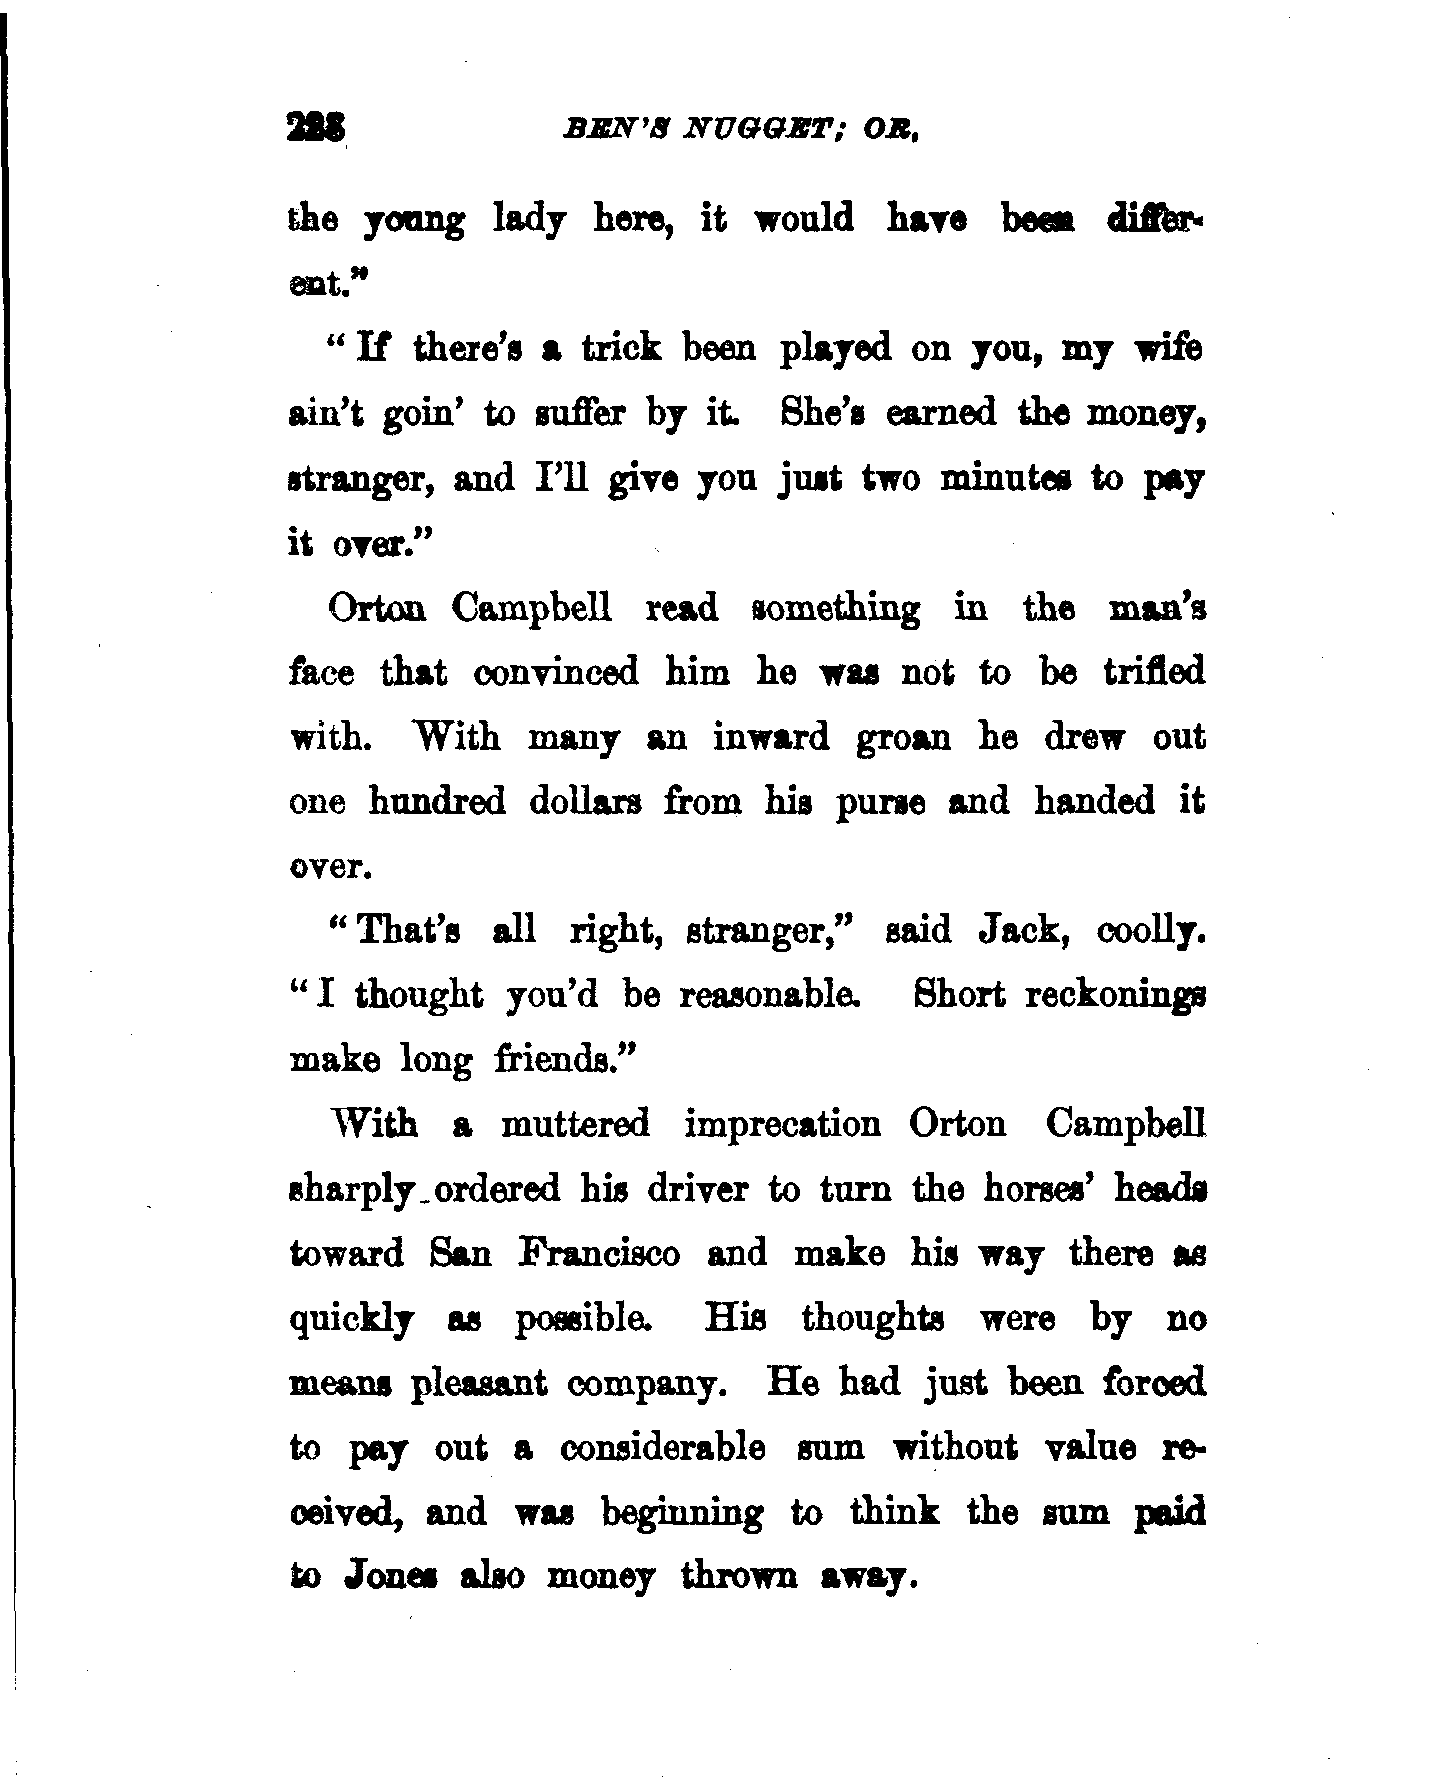 228 BEN'S NUGGET; OR,
the young lady here, it would have been differ-
ent."
"If there's a trick been played on you, my wife
ain't goin' to suffer by it. She's earned the money,
stranger, and I'll give you just two minutes to pay
it over."
Orton Campbell read something in the man's
face that convinced him he was not to be trifled
with. With many an inward groan he drew out
one hundred dollars from his purse and handed it
over.
"That's all right, stranger," said Jack, coolly.
"I thought you'd be reasonable. Short reckonings
make long friends."
With a muttered imprecation Orton Campbell
sharply ordered his driver to turn the horses' heads
toward San Francisco and make his way there as
quickly as possible. His thoughts were by no
means pleasant company. He had just been forced
to pay out a considerable sum without value re-
ceived, and was beginning to think the sum paid
to Jones also money thrown away.